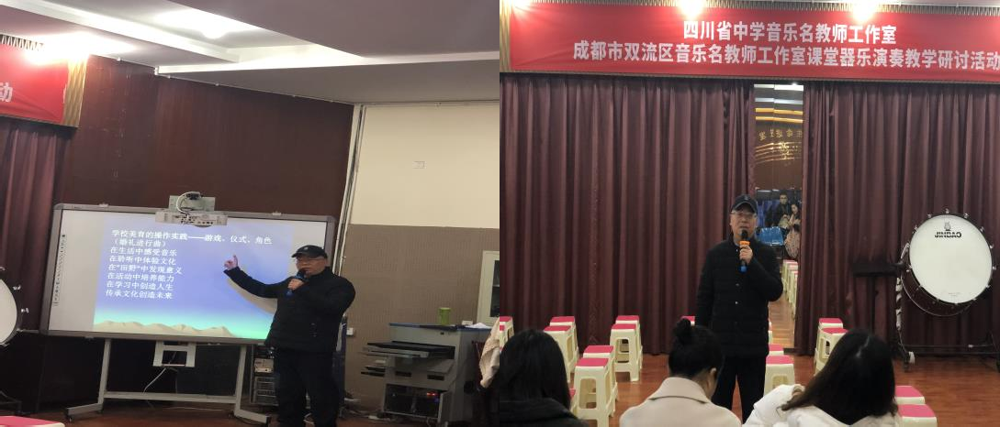 动
学校美育的操作实践——游戏、仪式、角色
（婚礼进行曲）
在生活中感受音乐
在聆听中体验文化
在“田野”中发现意义
在活动中培养能力
在学习中创造人生
传承文化创造未来
四川省中学音乐名教师工作室
成都市双流区音乐名教师工作室课堂器乐演奏教学研讨活动
JINBAO